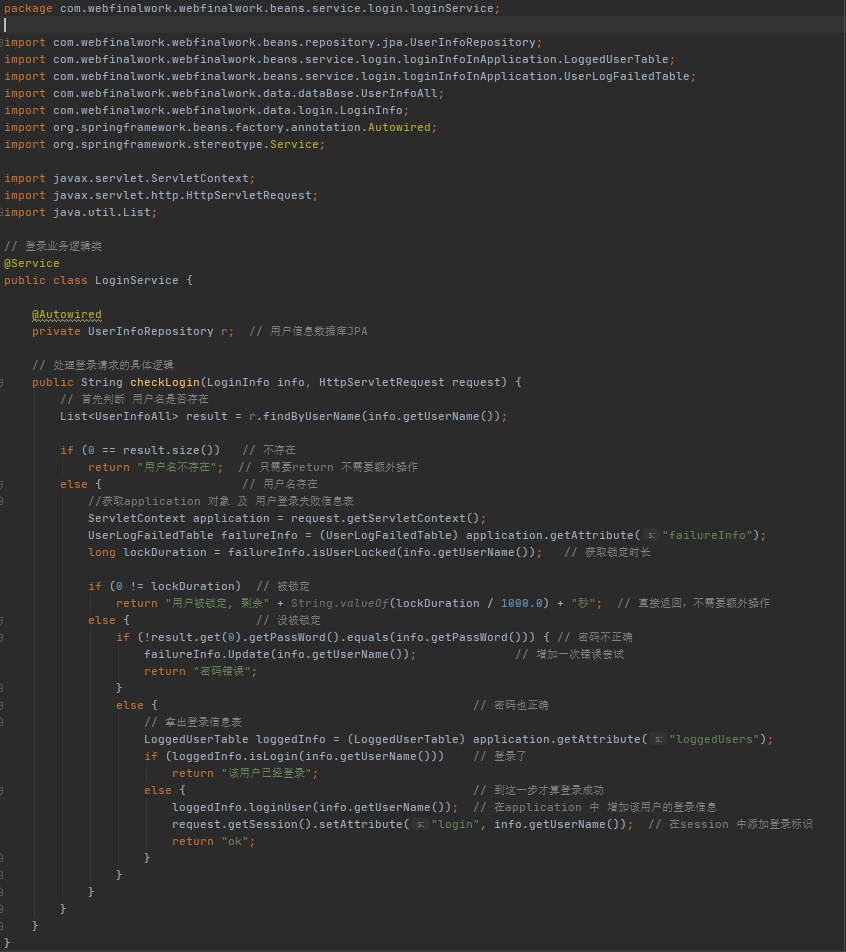 package com.webfinalwork.webfinalwork.beans.service.login.loginService;
import com.webfinalwork.webfinalwork.beans.repository.jpa.UserInfoRepository;
import com.webfinalwork.webfinalwork.beans.service.login.loginInfoInApplication.LoggedUserTable;
import com.webfinalwork.webfinalwork.beans.service.login.loginInfoInApplication.UserLogFailedTable;
import com.webfinalwork.webfinalwork.data.dataBase.UserInfoAll;
import com.webfinalwork.webfinalwork.data.login.LoginInfo;
import org.springframework.beans.factory.annotation.Autowired;
import org.springframework.stereotype.Service;
import javax.servlet.ServletContext;
import javax.servlet.http.HttpServletRequest;
import java.util.List;
// 登录业务逻辑类
@Service
public class LoginService {
@Autowired
private UserInfoRepository r;  // 用户信息数据库JPA
// 处理登录请求的具体逻辑
public String checkLogin(LoginInfo info, HttpServletRequest request) {
// 首先判断 用户名是否存在
List<UserInfoAll> result = r.findByUserName(info.getUserName());
if (0 == result.size())   // 不存在
return "用户名不存在";  // 只需要return 不需要额外操作
else {                    // 用户名存在
//获取application 对象 及 用户登录失败信息表
ServletContext application = request.getServletContext();
UserLogFailedTable failureInfo = (UserLogFailedTable) application.getAttribute( s: "failureInfo");
long lockDuration = failureInfo.isUserLocked(info.getUserName());   // 获取锁定时长
if (0 != lockDuration)  // 被锁定
return "用户被锁定, 剩余" + String.valueOf(lockDuration / 1000.0) + "秒";  // 直接返回，不需要额外操作
else {                  // 没被锁定
if (!result.get(0).getPassWord().equals(info.getPassWord())) { // 密码不正确
failureInfo.Update(info.getUserName());              // 增加一次错误尝试
return "密码错误";
}
else {                                             // 密码也正确
// 拿出登录信息表
LoggedUserTable loggedInfo = (LoggedUserTable) application.getAttribute( s: "loggedUsers");
if (loggedInfo.isLogin(info.getUserName()))    // 登录了
return "该用户已经登录";
else {                                         // 到这一步才算登录成功
loggedInfo.loginUser(info.getUserName());  // 在application 中 增加该用户的登录信息
request.getSession().setAttribute( s: "login", info.getUserName());  // 在session 中添加登录标识
return "ok";
}
}
}
}
}
}